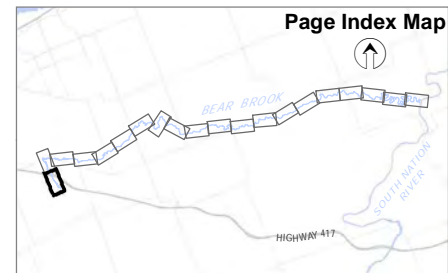 Page Index Map
BEAR BROOK
SOUTH NATION
RIVER
HIGHWAY 417